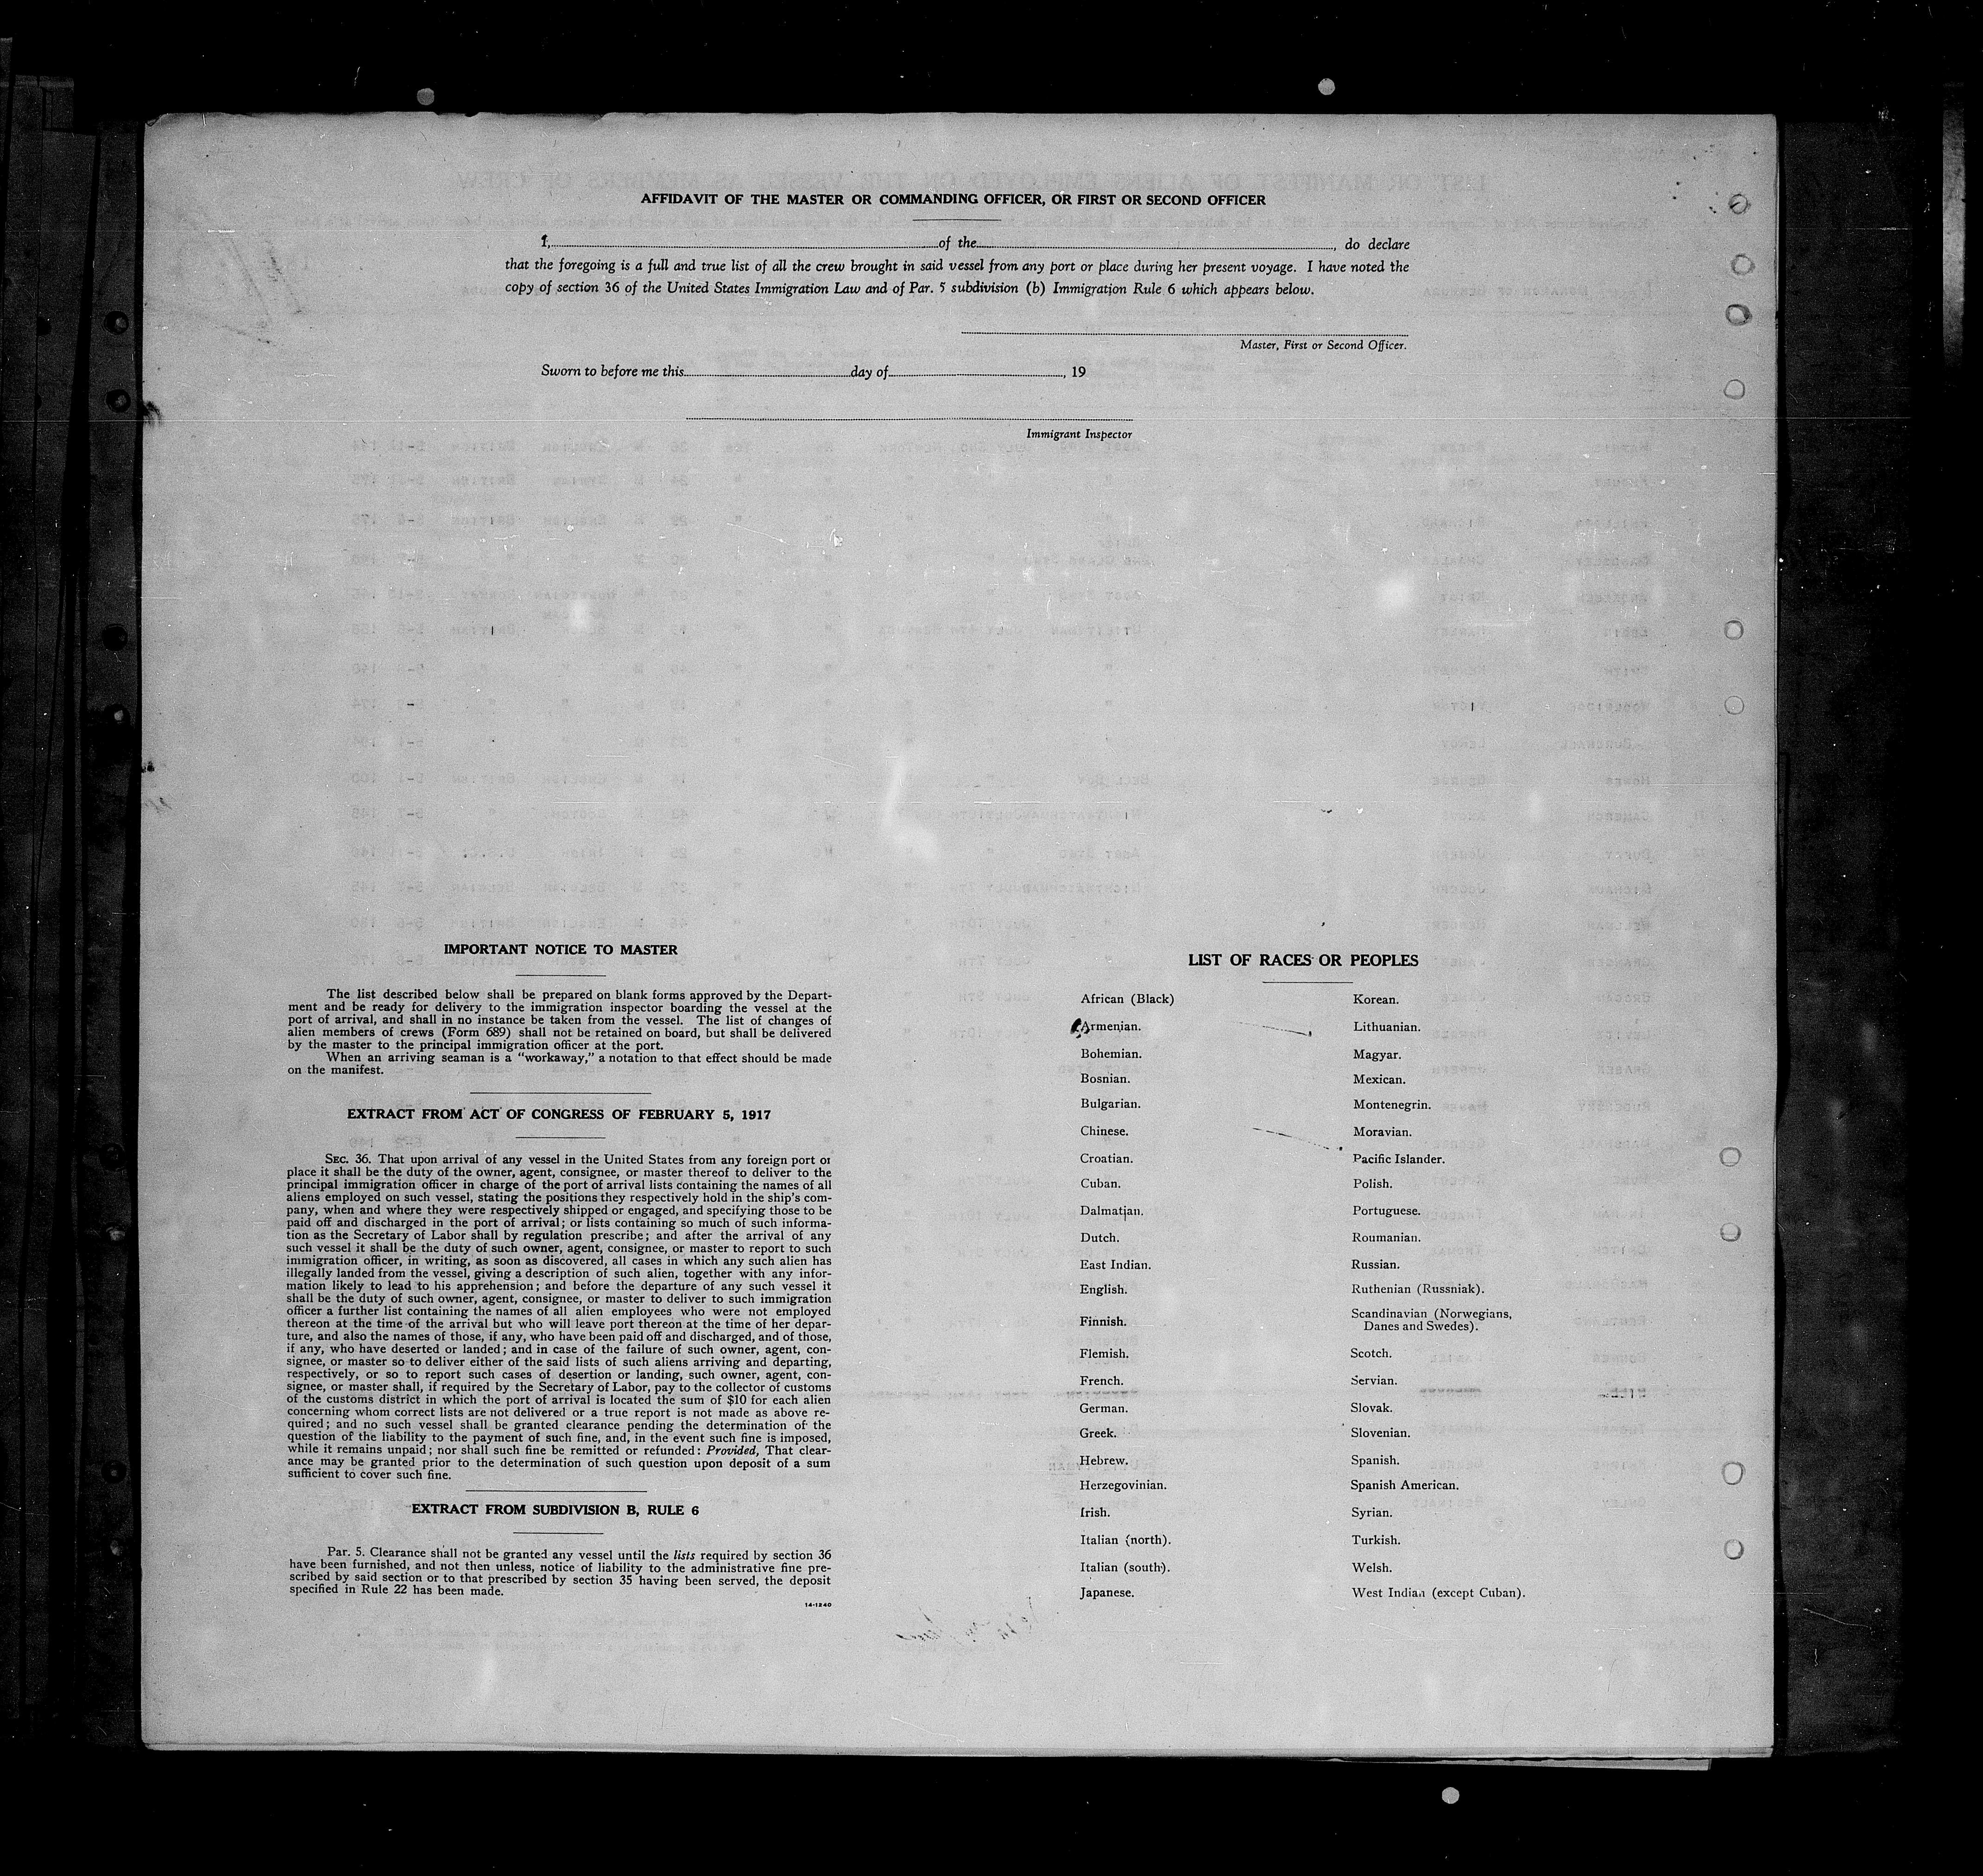 AFFIDAVIT OF THE MASTER OR COMMANDING OFFICER, OR FIRST OR SECOND OFFICER
I, of the , do declare
that the foregoing is a full and true list of all the crew brought in said vessel from any port or place during her present voyage. I have noted the
copy of section 36 of the United States Immigration Law and of Par. 5 subdivision (b) Immigration Rule 6 which appears below.
Master, First or Second Officer.
Sworn to before me this day of , 19
Immigrant Inspector
IMPORTANT NOTICE TO MASTER
The list described below shall be prepared on blank forms approved by the Depart-
ment and be ready for delivery to the immigration inspector boarding the vessel at the
port of arrival, and shall in no instance be taken from the vessel. The list of changes of
alien members of crews (Form 689) shall not be retained on board, but shall be delivered
by the master to the principal immigration officer at the port.
When an arriving seaman is a "workaway," a notation to that effect should be made
on the manifest.
EXTRACT FROM ACT OF CONGRESS OF FEBRUARY 5, 1917
SEC. 36. That upon arrival of any vessel in the United States from any foreign port or
place it shall be the duty of the owner, agent, consignee, or master thereof to deliver to the
principal immigration officer in charge of the port of arrival lists containing the names of all
aliens employed on such vessel, stating the positions they respectively hold in the ship's com-
pany, when and where they were respectively shipped or engaged, and specifying those to be
paid off and discharged in the port of arrival; or lists containing so much of such informa-
tion as the Secretary of Labor shall by regulation prescribe; and after the arrival of any
such vessel it shall be the duty of such owner, agent, consignee, or master to report to such
immigration officer, in writing, as soon as discovered, all cases in which any such alien has
illegally landed from the vessel, giving a description of such alien, together with any infor-
mation likely to lead to his apprehension; and before the departure of any such vessel it
shall be the duty of such owner, agent, consignee, or master to deliver to such immigration
officer a further list containing the names of all alien employees who were not employed
thereon at the time of the arrival but who will leave port thereon at the time of her depar-
ture, and also the names of those, if any, who have been paid off and discharged, and of those,
if any, who have deserted or landed; and in case of the failure of such owner, agent, con-
signee, or master so to deliver either of the said lists of such aliens arriving and departing,
respectively, or so to report such cases of desertion or landing, such owner, agent, con-
signee, or master shall, if required by the Secretary of Labor, pay to the collector of customs
of the customs district in which the port of arrival is located the sum of $10 for each alien
concerning whom correct lists are not delivered or a true report is not made as above re-
quired; and no such vessel shall be granted clearance pending the determination of the
question of the liability to the payment of such fine, and, in the event such fine is imposed,
while it remains unpaid; nor shall such fine be remitted or refunded: Provided, That clear-
ance may be granted prior to the determination of such question upon deposit of a sum
sufficient to cover such fine.
EXTRACT FROM SUBDIVISION B, RULE 6
Par. 5. Clearance shall not be granted any vessel until the lists required by section 36
have been furnished, and not then unless, notice of liability to the administrative fine pre-
scribed by said section or to that prescribed by section 35 having been served, the deposit
specified in Rule 22 has been made.
14-1240
LIST OF RACES OR PEOPLES
African (Black)
Armenian.
Bohemian.
Bosnian.
Bulgarian.
Chinese.
Croatian.
Cuban.
Dalmatian.
Dutch.
East Indian.
English.
Finnish.
Flemish.
French.
German.
Greek.
Hebrew.
Herzegovinian.
Irish.
Italian (north).
Italian (south).
Japanese.
Korean.
Lithuanian.
Magyar.
Mexican.
Montenegrin.
Moravian.
Pacific Islander.
Polish.
Portuguese.
Roumanian.
Russian.
Ruthenian (Russniak).
Scandinavian (Norwegians,
Danes and Swedes).
Scotch.
Servian.
Slovak.
Slovenian.
Spanish.
Spanish American.
Syrian.
Turkish.
Welsh.
West Indian (except Cuban).